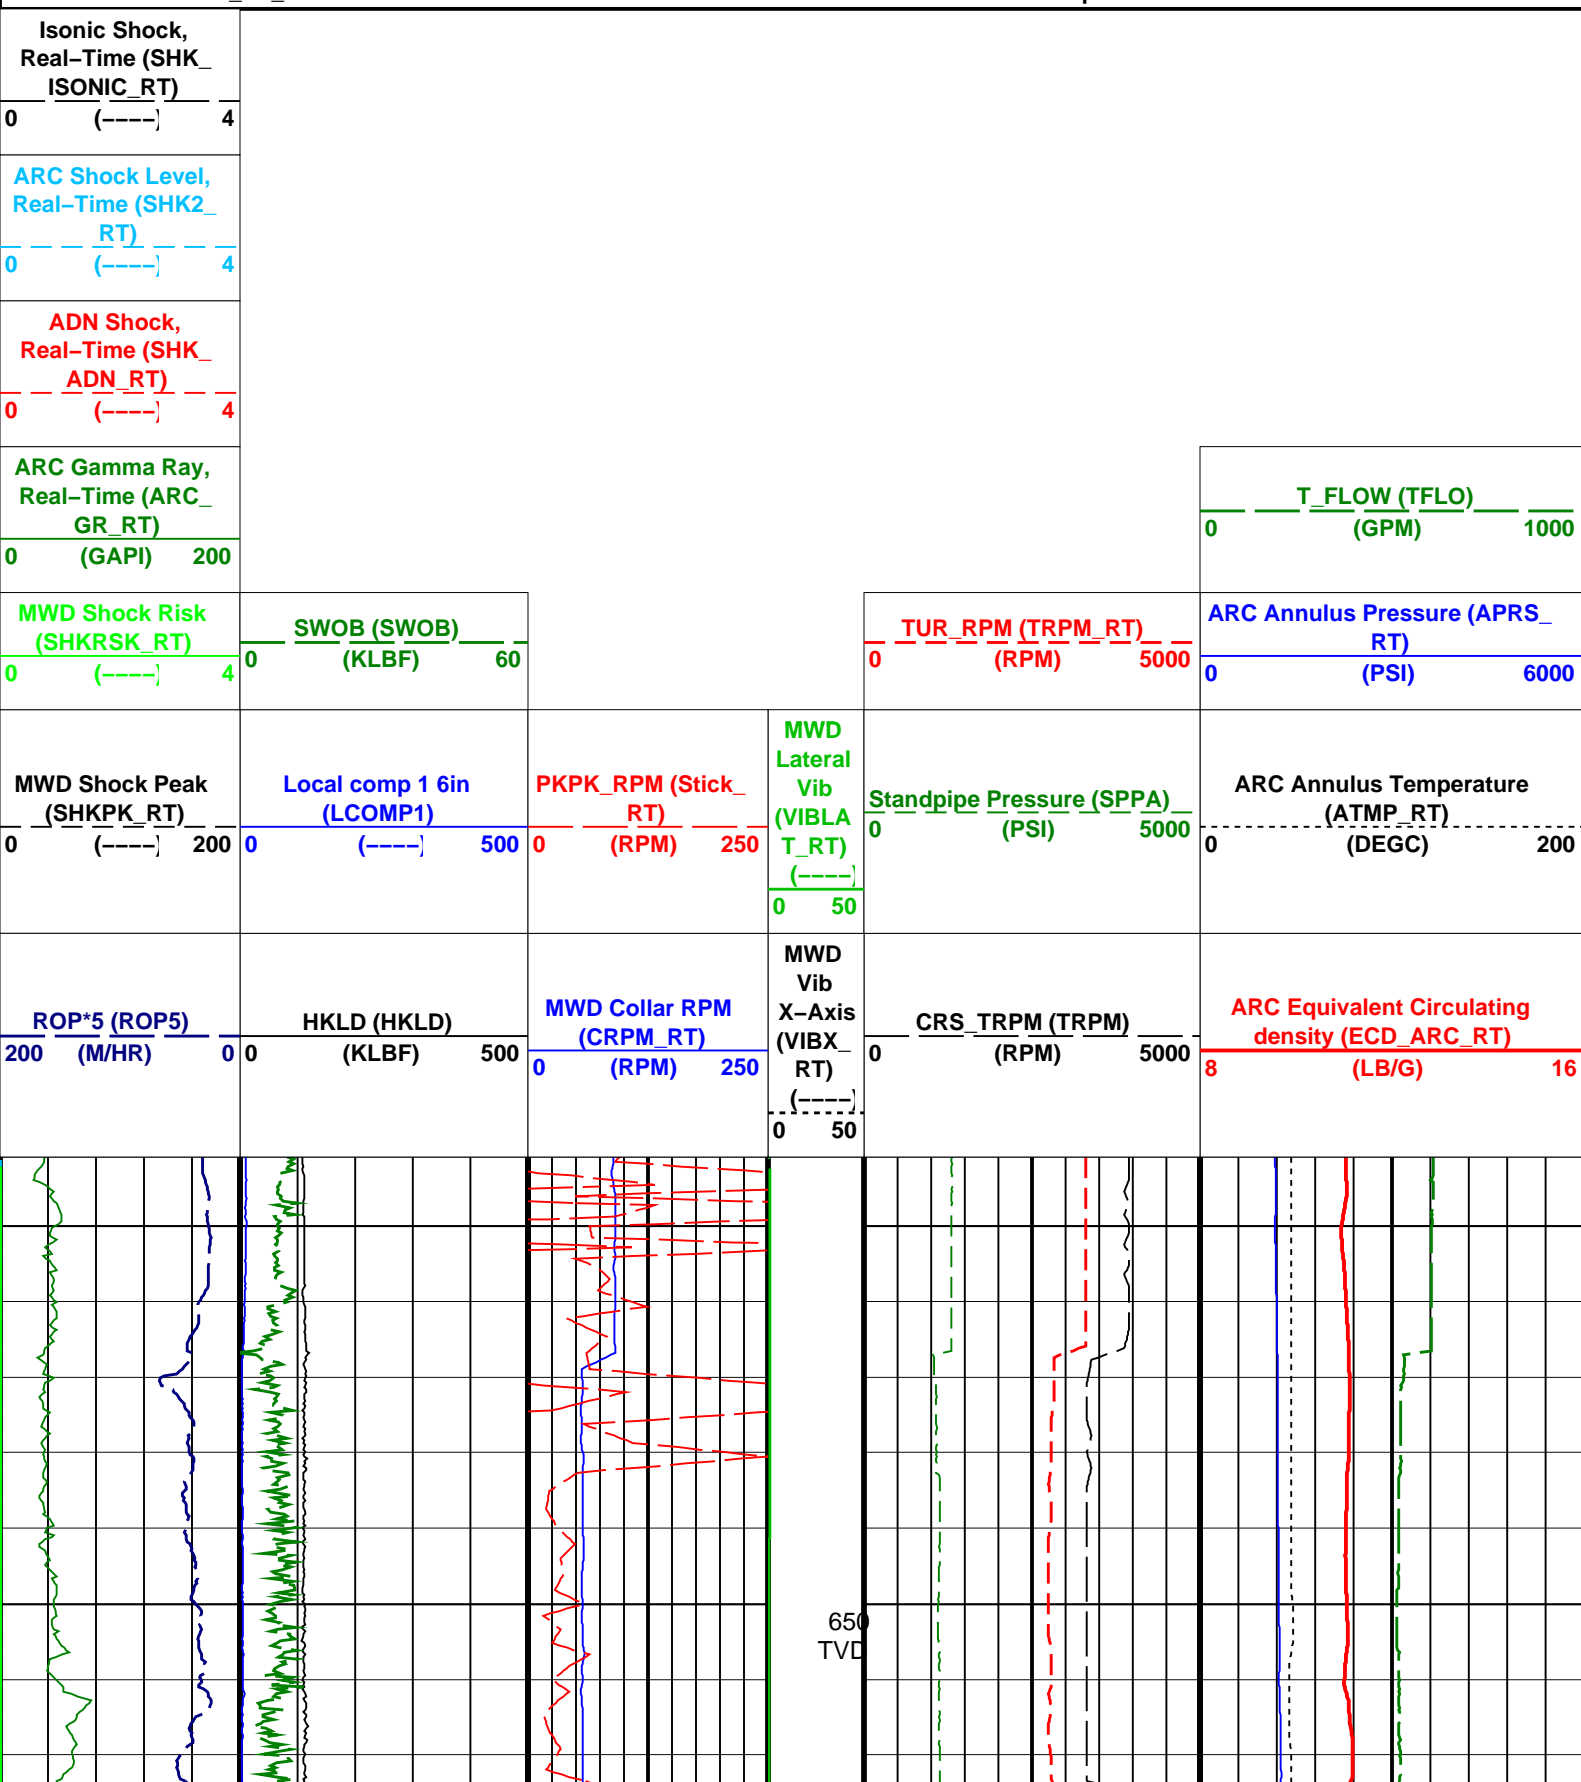 Isonic Shock,
Real–Time (SHK_
ISONIC_RT)
0 (––––) 4
ARC Shock Level,
Real–Time (SHK2_
RT)
0 (––––) 4
ADN Shock,
Real–Time (SHK_
ADN_RT)
0 (––––) 4
ARC Gamma Ray,
Real–Time (ARC_
GR_RT)
0 (GAPI) 200
T_FLOW (TFLO)
0 (GPM) 1000
MWD Shock Risk
(SHKRSK_RT)
0 (––––) 4
SWOB (SWOB)
0 (KLBF) 60
TUR_RPM (TRPM_RT)
0 (RPM) 5000
ARC Annulus Pressure (APRS_
RT)
0 (PSI) 6000
MWD Shock Peak
(SHKPK_RT)
0 (––––) 200
Local comp 1 6in
(LCOMP1)
0 (––––) 500
PKPK_RPM (Stick_
RT)
0 (RPM) 250
MWD
Lateral
Vib
(VIBLA
T_RT)
(––––)
0 50
Standpipe Pressure (SPPA)
0 (PSI) 5000
ARC Annulus Temperature
(ATMP_RT)
0 (DEGC) 200
ROP*5 (ROP5)
200 (M/HR) 0
HKLD (HKLD)
0 (KLBF) 500
MWD Collar RPM
(CRPM_RT)
0 (RPM) 250
MWD
Vib
X–Axis
(VIBX_
RT)
(––––)
0 50
CRS_TRPM (TRPM)
0 (RPM) 5000
ARC Equivalent Circulating
density (ECD_ARC_RT)
8 (LB/G) 16
650
TVD